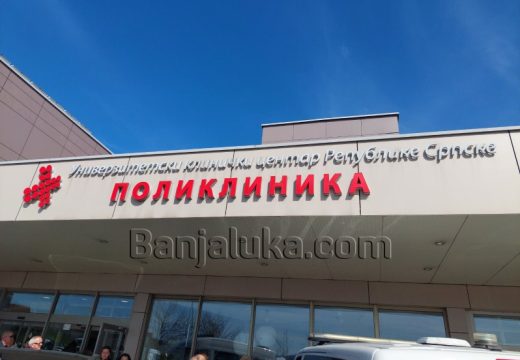 Универзитетски клинички центар Републике Српске
ПОЛИКЛИНИКА
Banjaluka.com